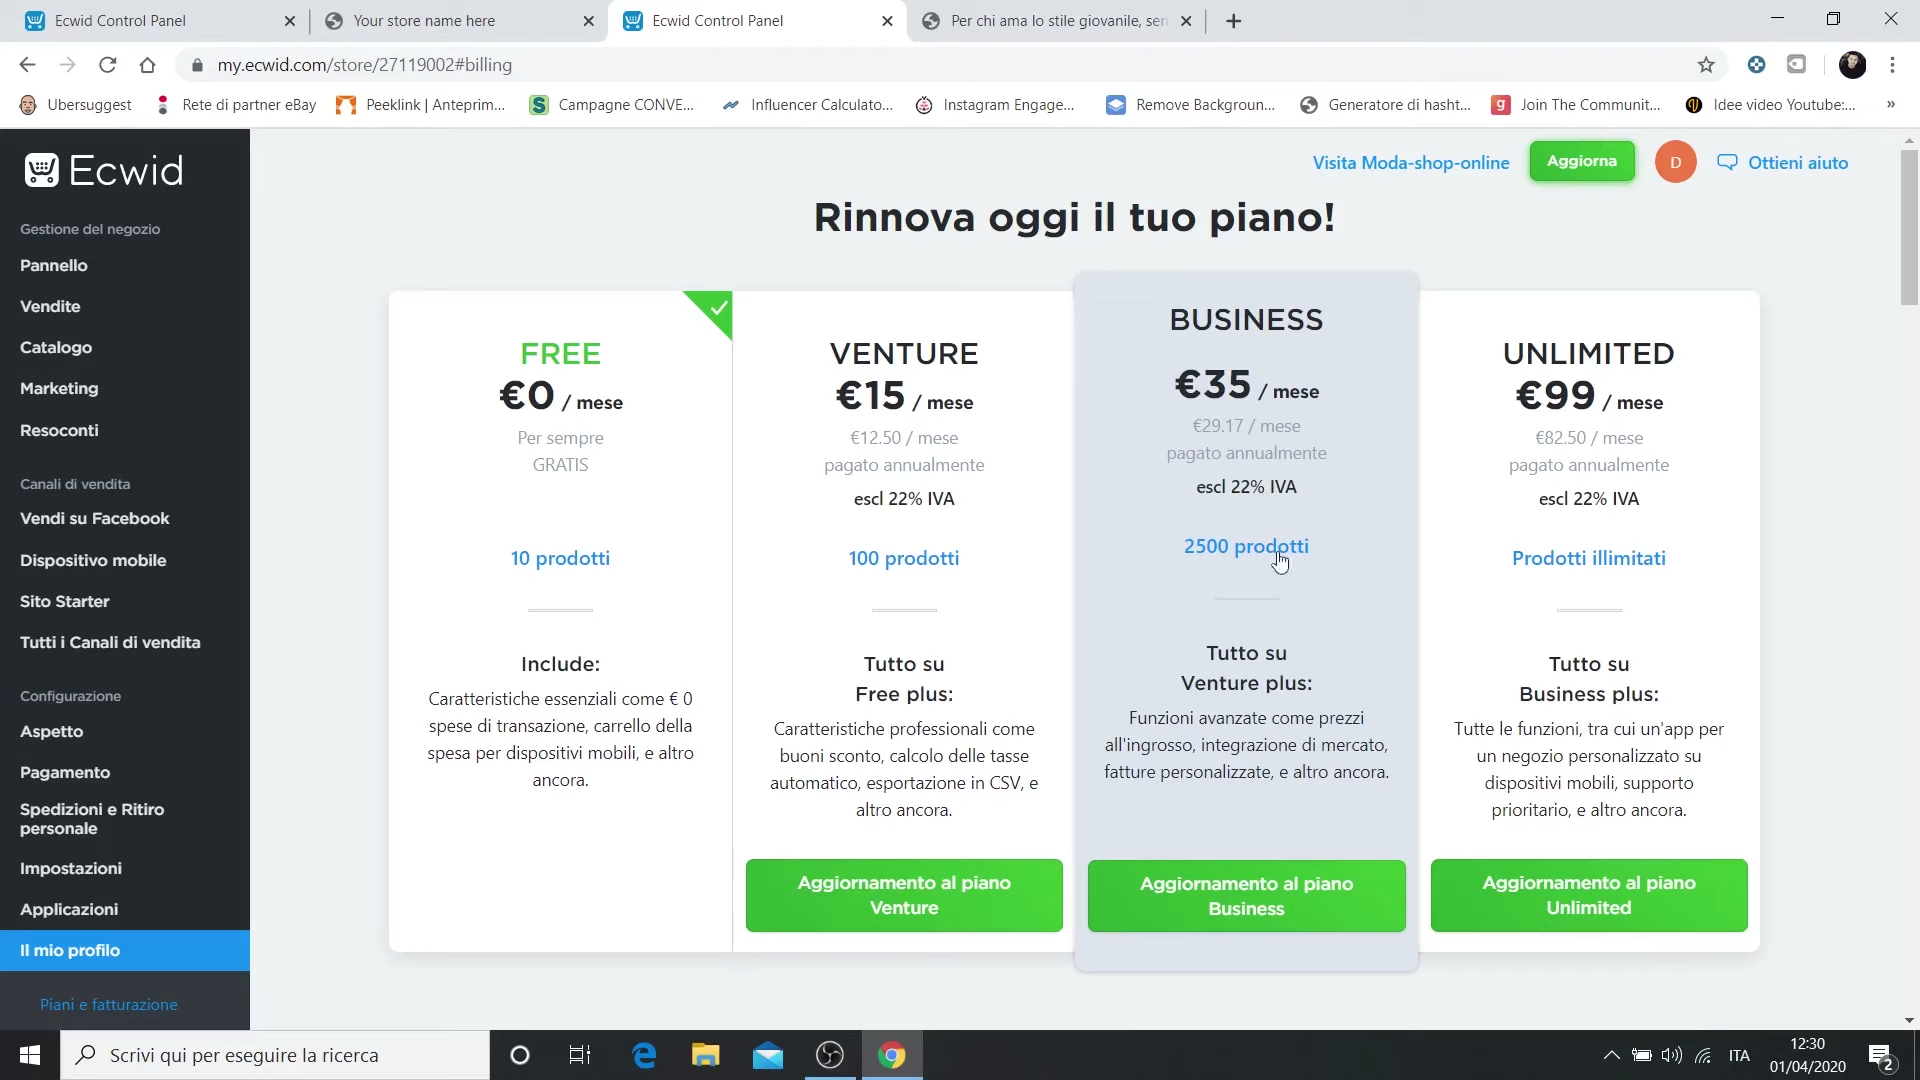 Ecwid Control Panel
Your store name here
Ecwid Control Panel
Per chi ama lo stile giovanile, seri
my.ecwid.com/store/27119002#billing
Ubersuggest
Rete di partner eBay
Peeklink | Anteprim...
Campagne CONVE...
Influencer Calculato...
Instagram Engage...
Remove Backgroun...
Generatore di hasht...
Join The Communit...
Idee video Youtube:...
»
Ecwid
Visita Moda-shop-online
Aggiorna
D
Ottieni aiuto
Gestione del negozio
Pannello
Vendite
Catalogo
Marketing
Resoconti
Canali di vendita
Vendi su Facebook
Dispositivo mobile
Sito Starter
Tutti i Canali di vendita
Configurazione
Aspetto
Pagamento
Spedizioni e Ritiro
personale
Impostazioni
Applicazioni
Il mio profilo
Piani e fatturazione
Rinnova oggi il tuo piano!
FREE
€0 / mese
Per sempre
GRATIS
10 prodotti
Include:
Caratteristiche essenziali come € 0
spese di transazione, carrello della
spesa per dispositivi mobili, e altro
ancora.
VENTURE
€15 / mese
€12.50 / mese
pagato annualmente
escl 22% IVA
100 prodotti
Tutto su
Free plus:
Caratteristiche professionali come
buoni sconto, calcolo delle tasse
automatico, esportazione in CSV, e
altro ancora.
Aggiornamento al piano
Venture
BUSINESS
€35 / mese
€29.17 / mese
pagato annualmente
escl 22% IVA
2500 prodotti
Tutto su
Venture plus:
Funzioni avanzate come prezzi
all'ingrosso, integrazione di mercato,
fatture personalizzate, e altro ancora.
Aggiornamento al piano
Business
UNLIMITED
€99 / mese
€82.50 / mese
pagato annualmente
escl 22% IVA
Prodotti illimitati
Tutto su
Business plus:
Tutte le funzioni, tra cui un'app per
un negozio personalizzato su
dispositivi mobili, supporto
prioritario, e altro ancora.
Aggiornamento al piano
Unlimited
Scrivi qui per eseguire la ricerca
ITA
12:30
01/04/2020
2